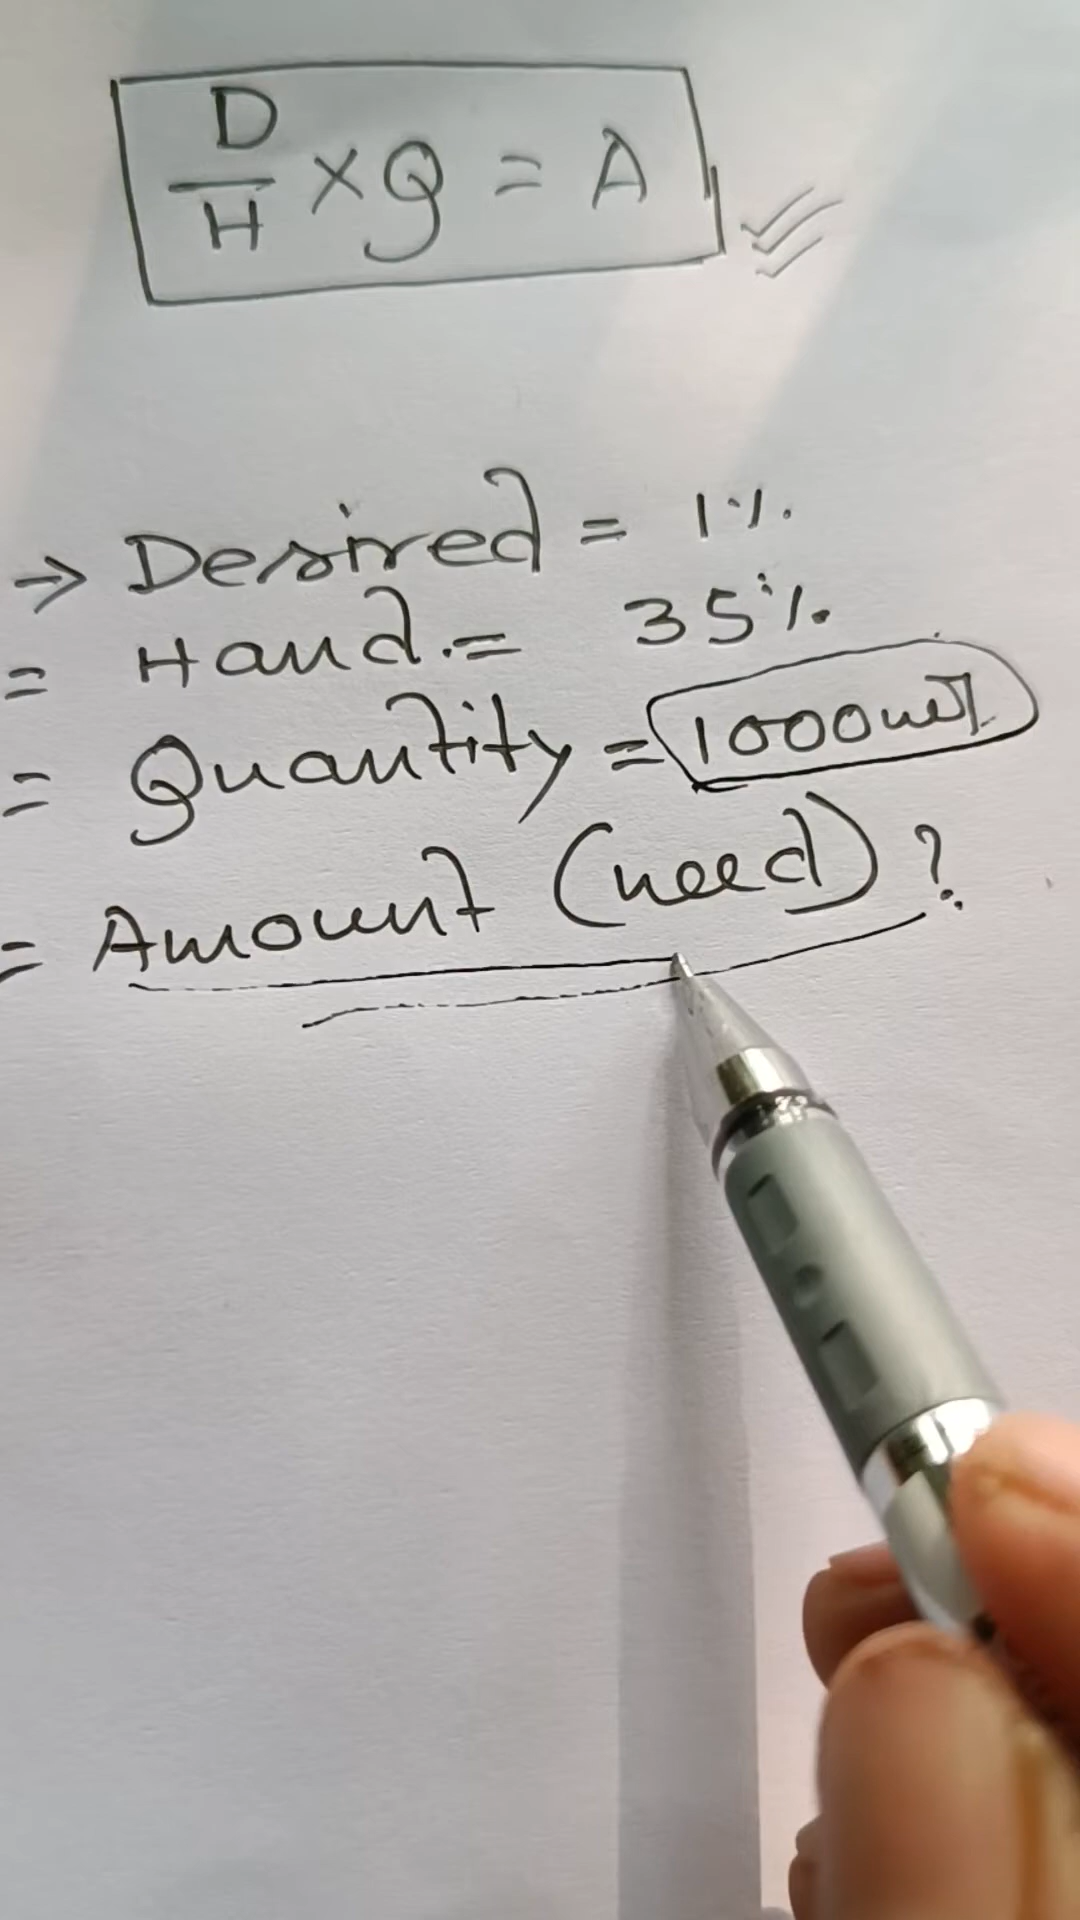 D/H × Q = A
→ Desired = 1%
= Hand = 35%
= Quantity = 1000ml
= Amount (need)?